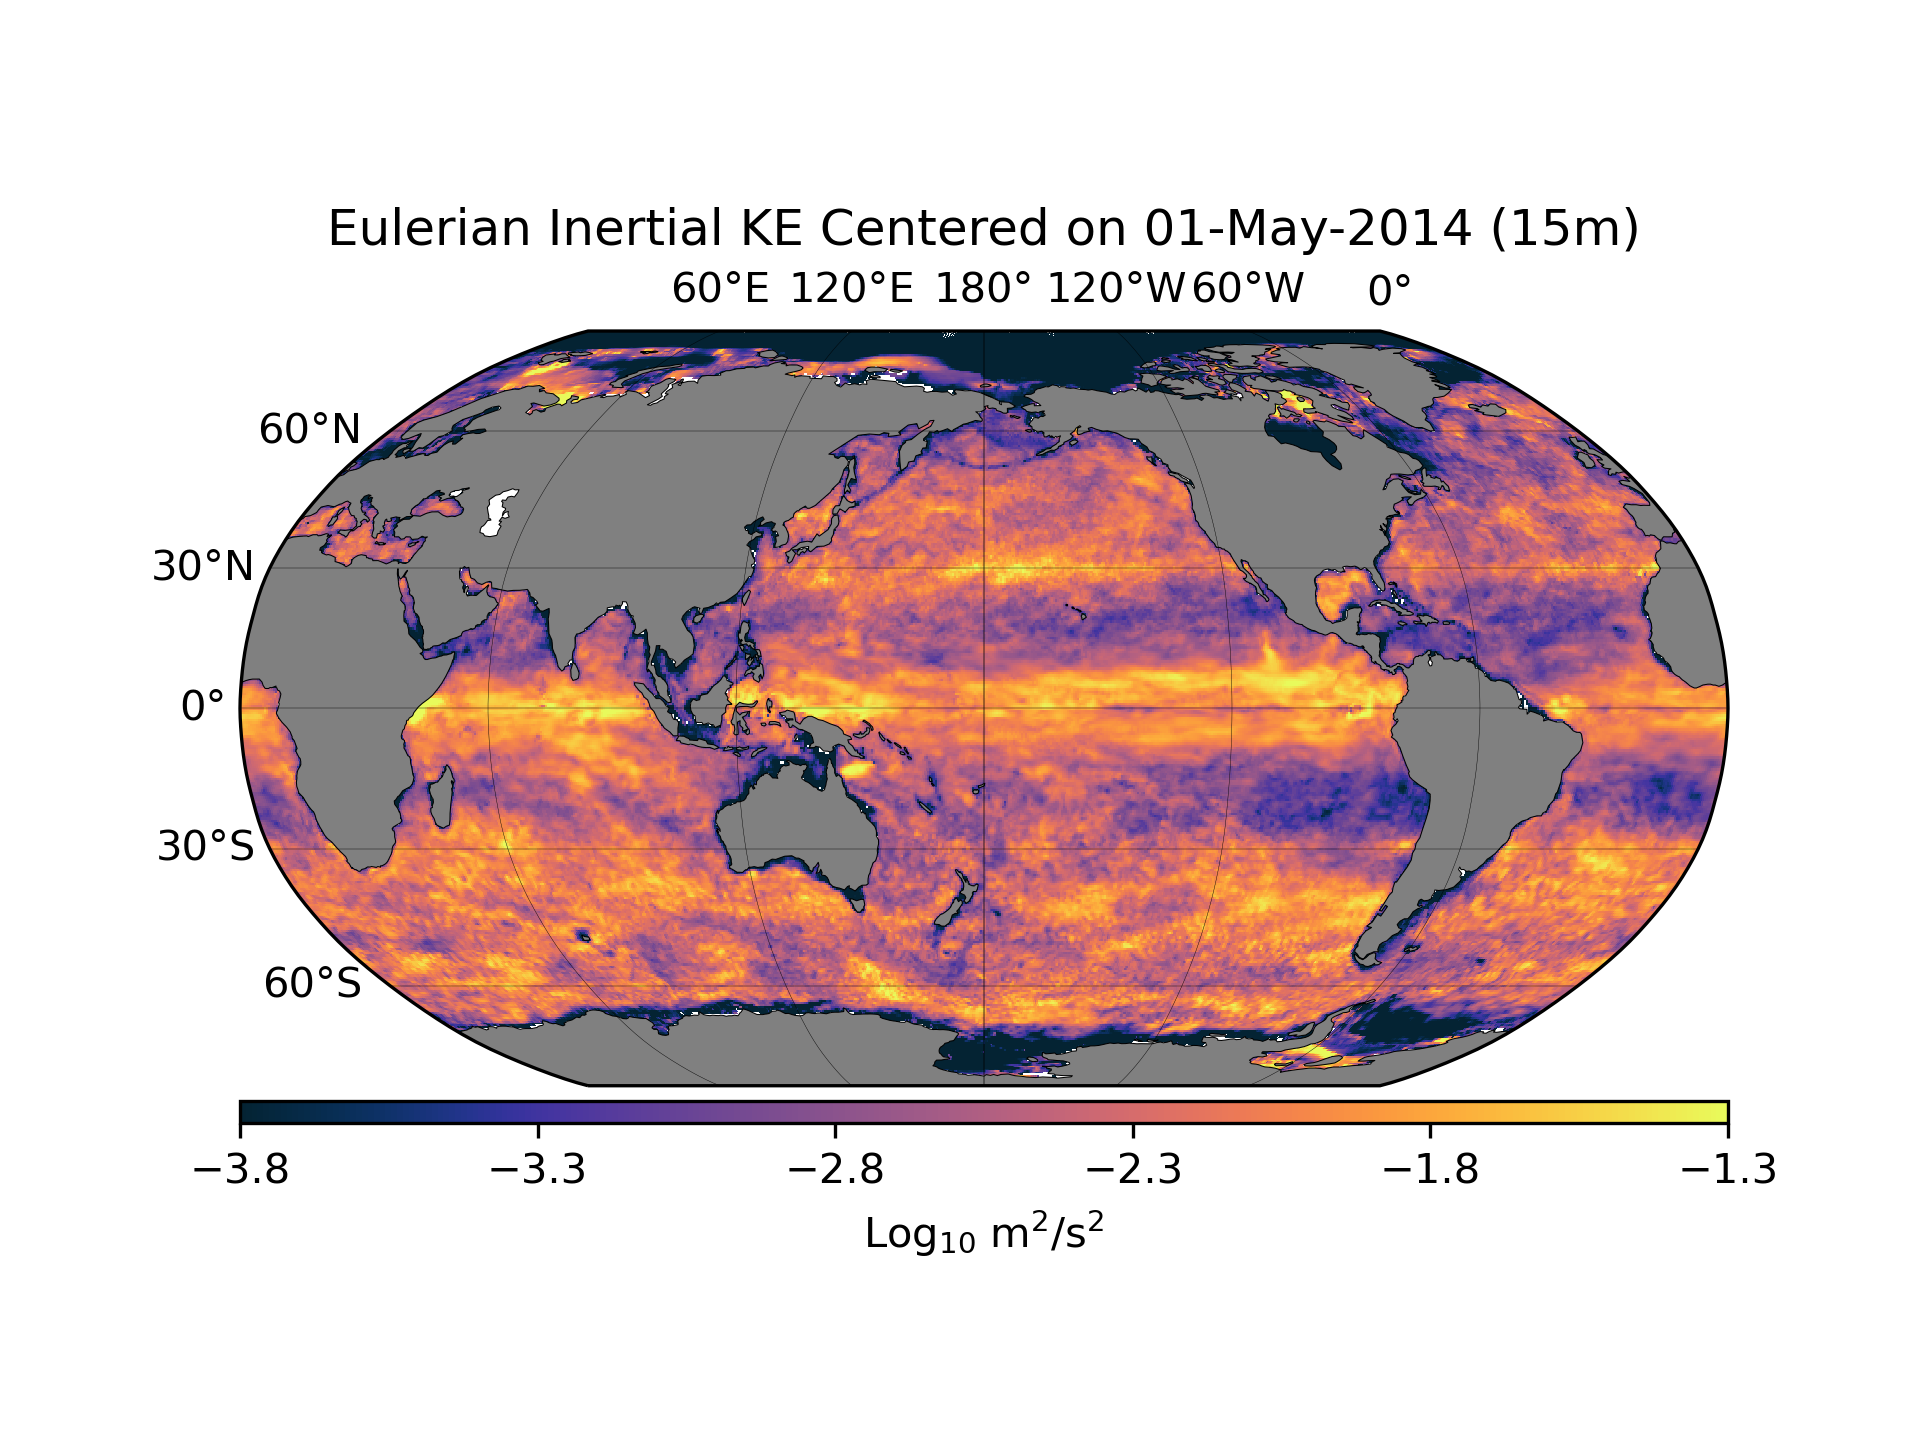 Eulerian Inertial KE Centered on 01-May-2014 (15m)
60°E 120°E 180° 120°W 60°W 0°
60°N
30°N
0°
30°S
60°S
−3.8 −3.3 −2.8 −2.3 −1.8 −1.3
Log₁₀ m²/s²